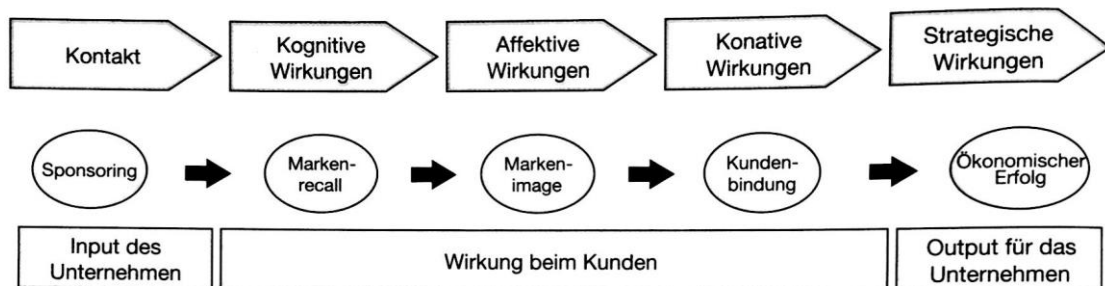 Kontakt
Kognitive
Wirkungen
Affektive
Wirkungen
Konative
Wirkungen
Strategische
Wirkungen
Sponsoring
Marken-
recall
Marken-
image
Kunden-
bindung
Ökonomischer
Erfolg
Input des
Unternehmen
Wirkung beim Kunden
Output für das
Unternehmen